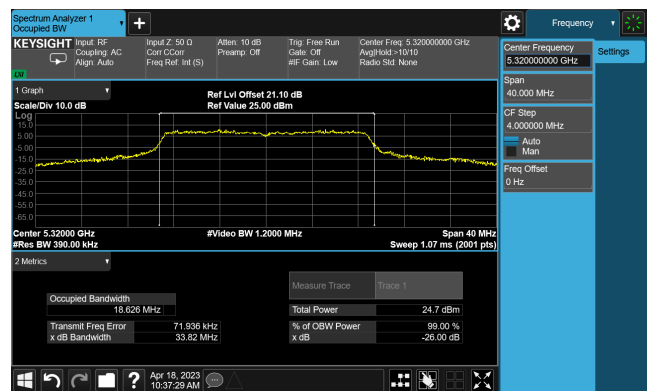 Spectrum Analyzer 1
Occupied BW
+
Frequency
KEYSIGHT
Input: RF
Coupling: AC
Align: Auto
Input Z: 50 Ω
Corr CCorr
Freq Ref: Int (S)
Atten: 10 dB
Preamp: Off
Trig: Free Run
Gate: Off
#IF Gain: Low
Center Freq: 5.320000000 GHz
Avg|Hold:>10/10
Radio Std: None
LXI
Center Frequency
5.320000000 GHz
Settings
Span
40.000 MHz
CF Step
4.000000 MHz
Auto
Man
Freq Offset
0 Hz
1 Graph
Scale/Div 10.0 dB
Ref Lvl Offset 21.10 dB
Ref Value 25.00 dBm
Log
15.0
5.00
-5.00
-15.0
-25.0
-35.0
-45.0
-55.0
-65.0
Center 5.32000 GHz
#Video BW 1.2000 MHz
Span 40 MHz
#Res BW 390.00 kHz
Sweep 1.07 ms (2001 pts)
2 Metrics
Measure Trace
Trace 1
Occupied Bandwidth
18.626 MHz
Total Power
24.7 dBm
Transmit Freq Error
71.936 kHz
% of OBW Power
99.00 %
x dB Bandwidth
33.82 MHz
x dB
-26.00 dB
?
Apr 18, 2023
10:37:29 AM